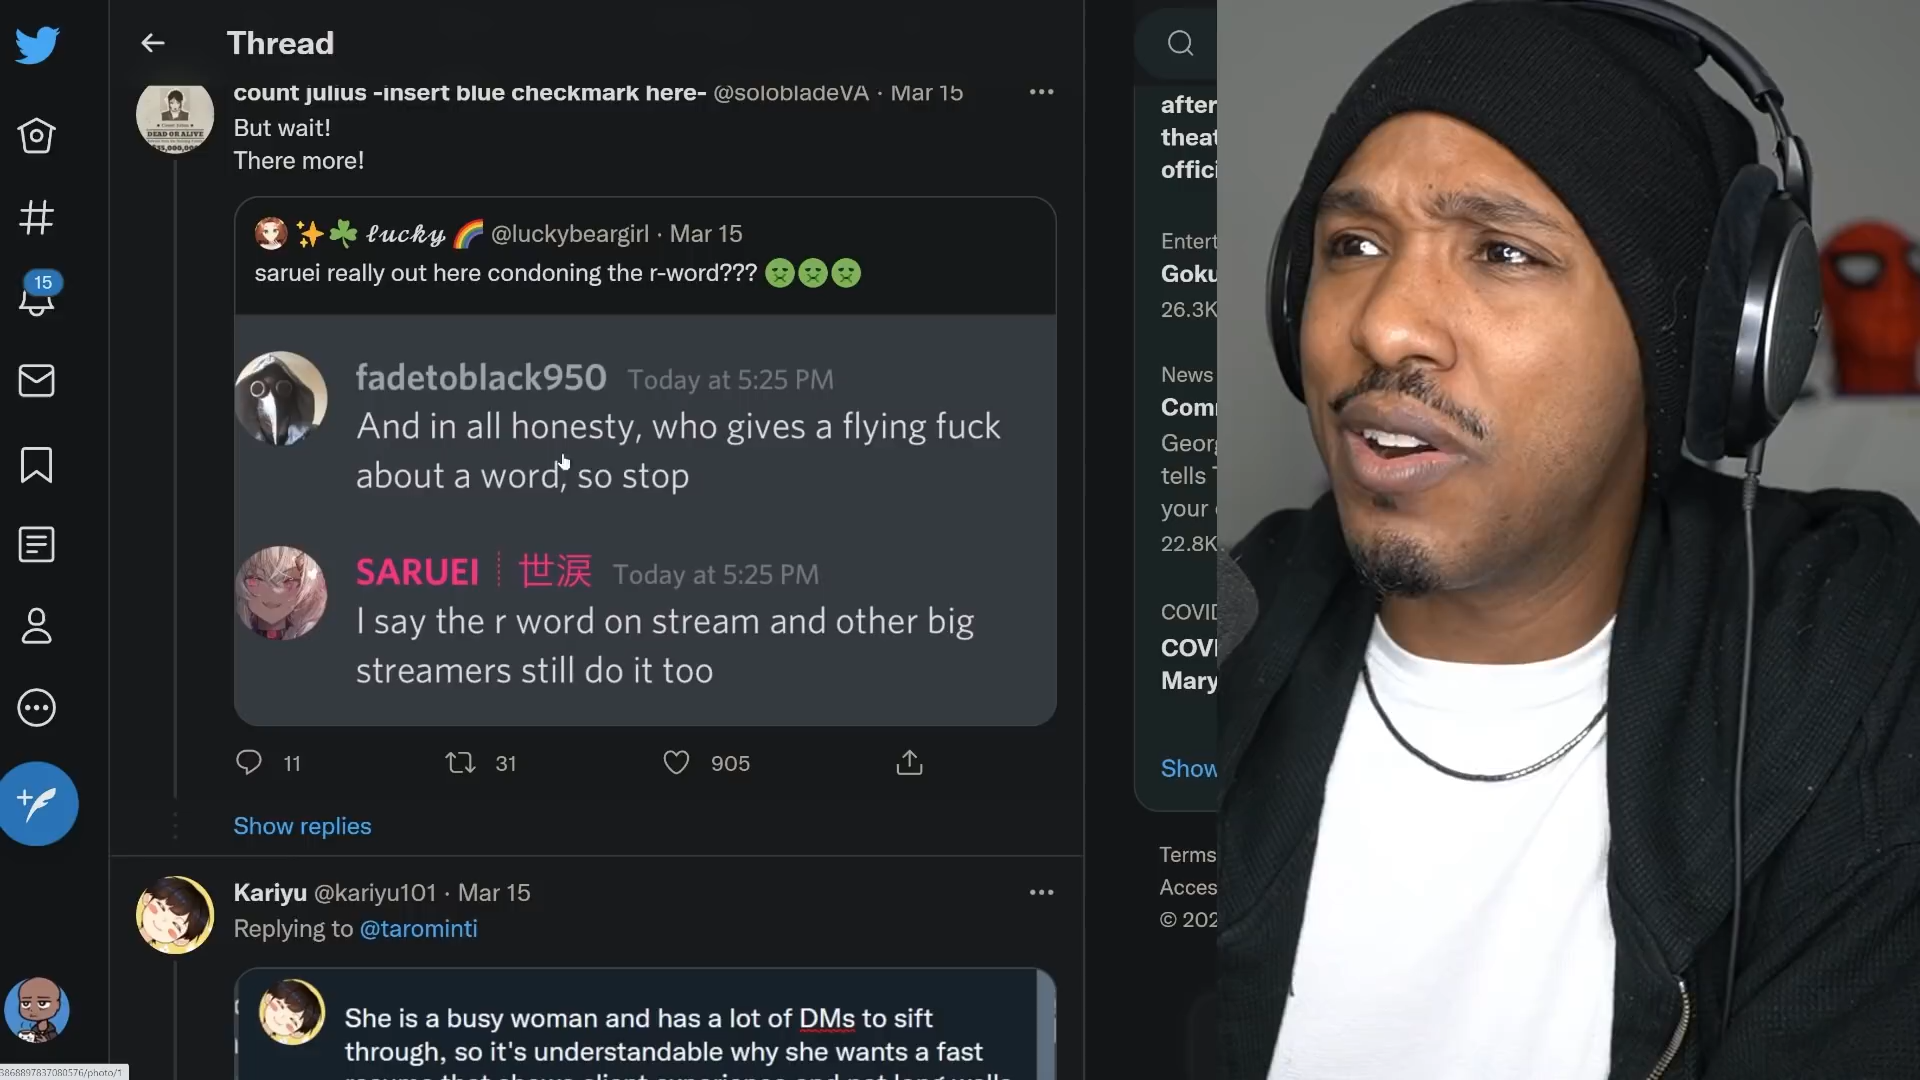 Thread
count julius -insert blue checkmark here- @solobladeVA · Mar 15
But wait!
There more!
DEAD OR ALIVE
lucky @luckybeargirl · Mar 15
saruei really out here condoning the r-word???
fadetoblack950 Today at 5:25 PM
And in all honesty, who gives a flying fuck
about a word, so stop
SARUEI ┊ 世涙 Today at 5:25 PM
I say the r word on stream and other big
streamers still do it too
11 31 905
Show replies
Kariyu @kariyu101 · Mar 15
Replying to @tarominti
She is a busy woman and has a lot of DMs to sift
through, so it's understandable why she wants a fast
15
after
theat
offici
Entert
Goku
26.3K
News
Com
Georg
tells
your
22.8K
COVID
COVI
Mary
Show
Terms
Acces
© 202